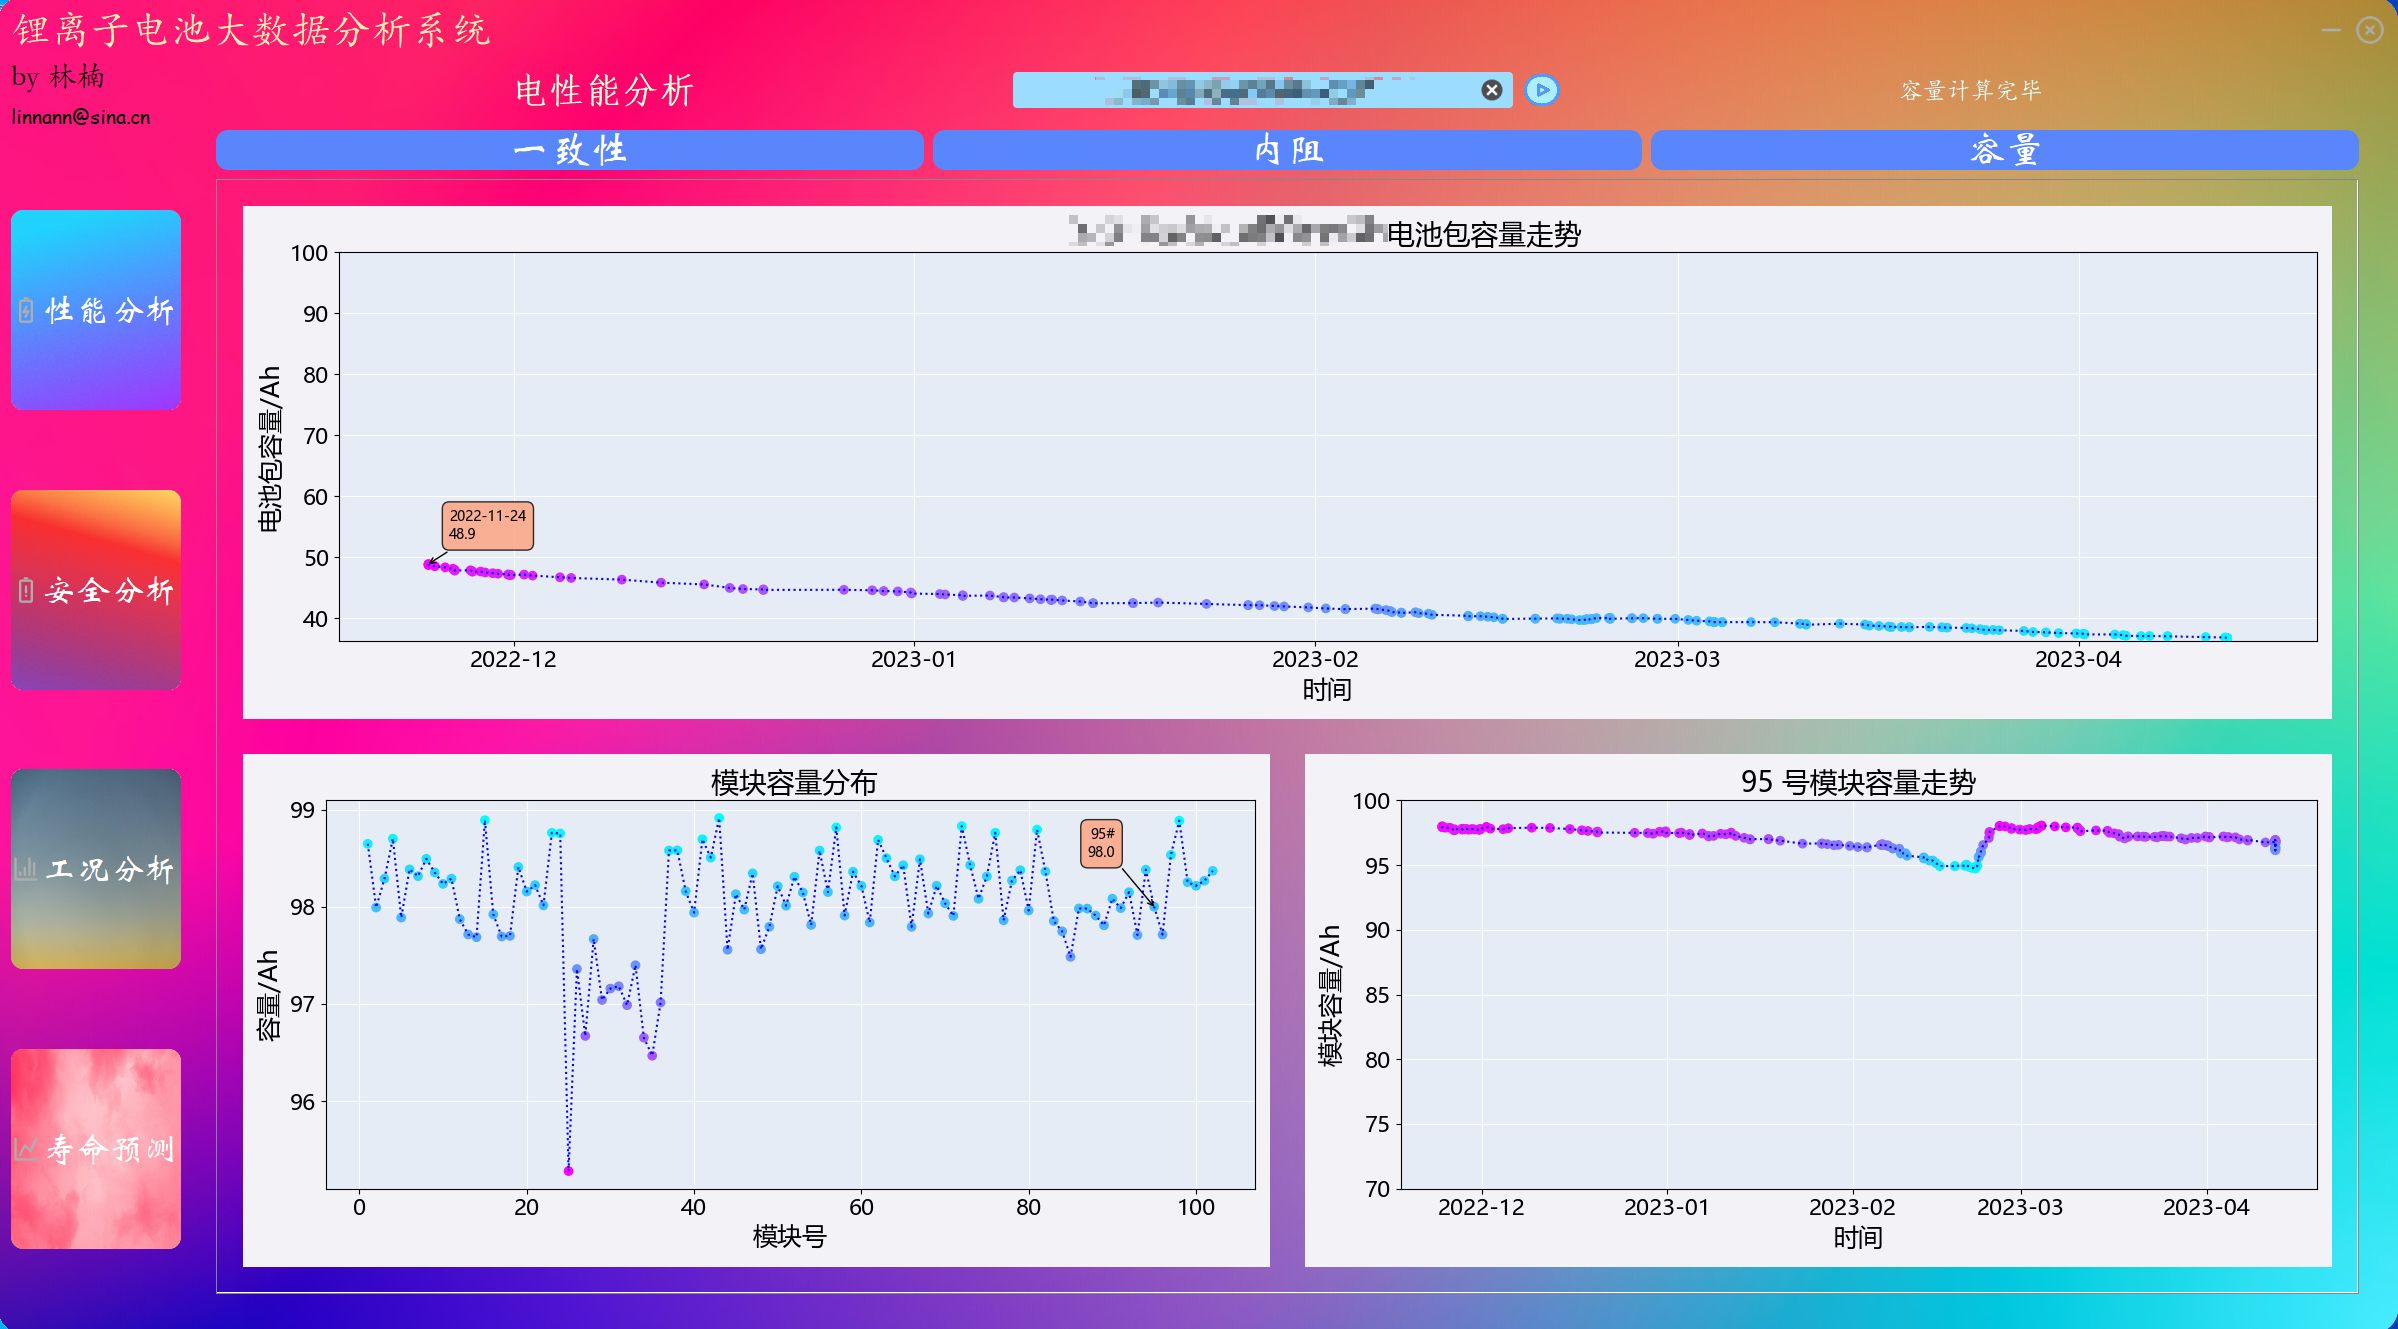 锂离子电池大数据分析系统
by 林楠
linnann@sina.cn
电性能分析
容量计算完毕
一致性
内阻
容量
性能分析
安全分析
工况分析
寿命预测
电池包容量走势
电池包容量/Ah
100
90
80
70
60
50
40
2022-11-24
48.9
2022-12
2023-01
2023-02
2023-03
2023-04
时间
模块容量分布
容量/Ah
99
98
97
96
95#
98.0
0
20
40
60
80
100
模块号
95 号模块容量走势
模块容量/Ah
100
95
90
85
80
75
70
2022-12
2023-01
2023-02
2023-03
2023-04
时间